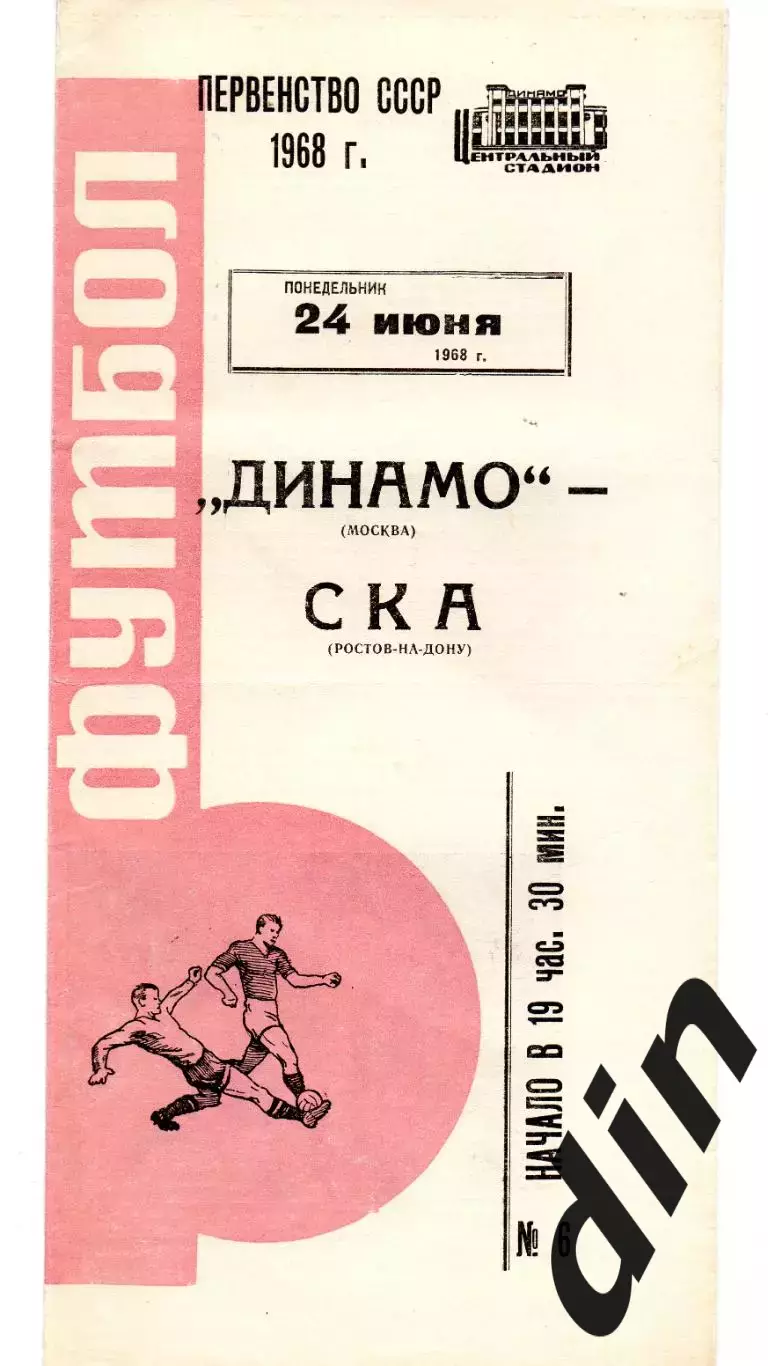 ФУТБОЛ
ПЕРВЕНСТВО СССР
1968 г.
ДИНАМО
ЦЕНТРАЛЬНЫЙ
СТАДИОН
ПОНЕДЕЛЬНИК
24 июня
1968 г.
„ДИНАМО“ –
(МОСКВА)
СКА
(РОСТОВ-НА-ДОНУ)
НАЧАЛО В 19 час. 30 мин.
№ 6
din